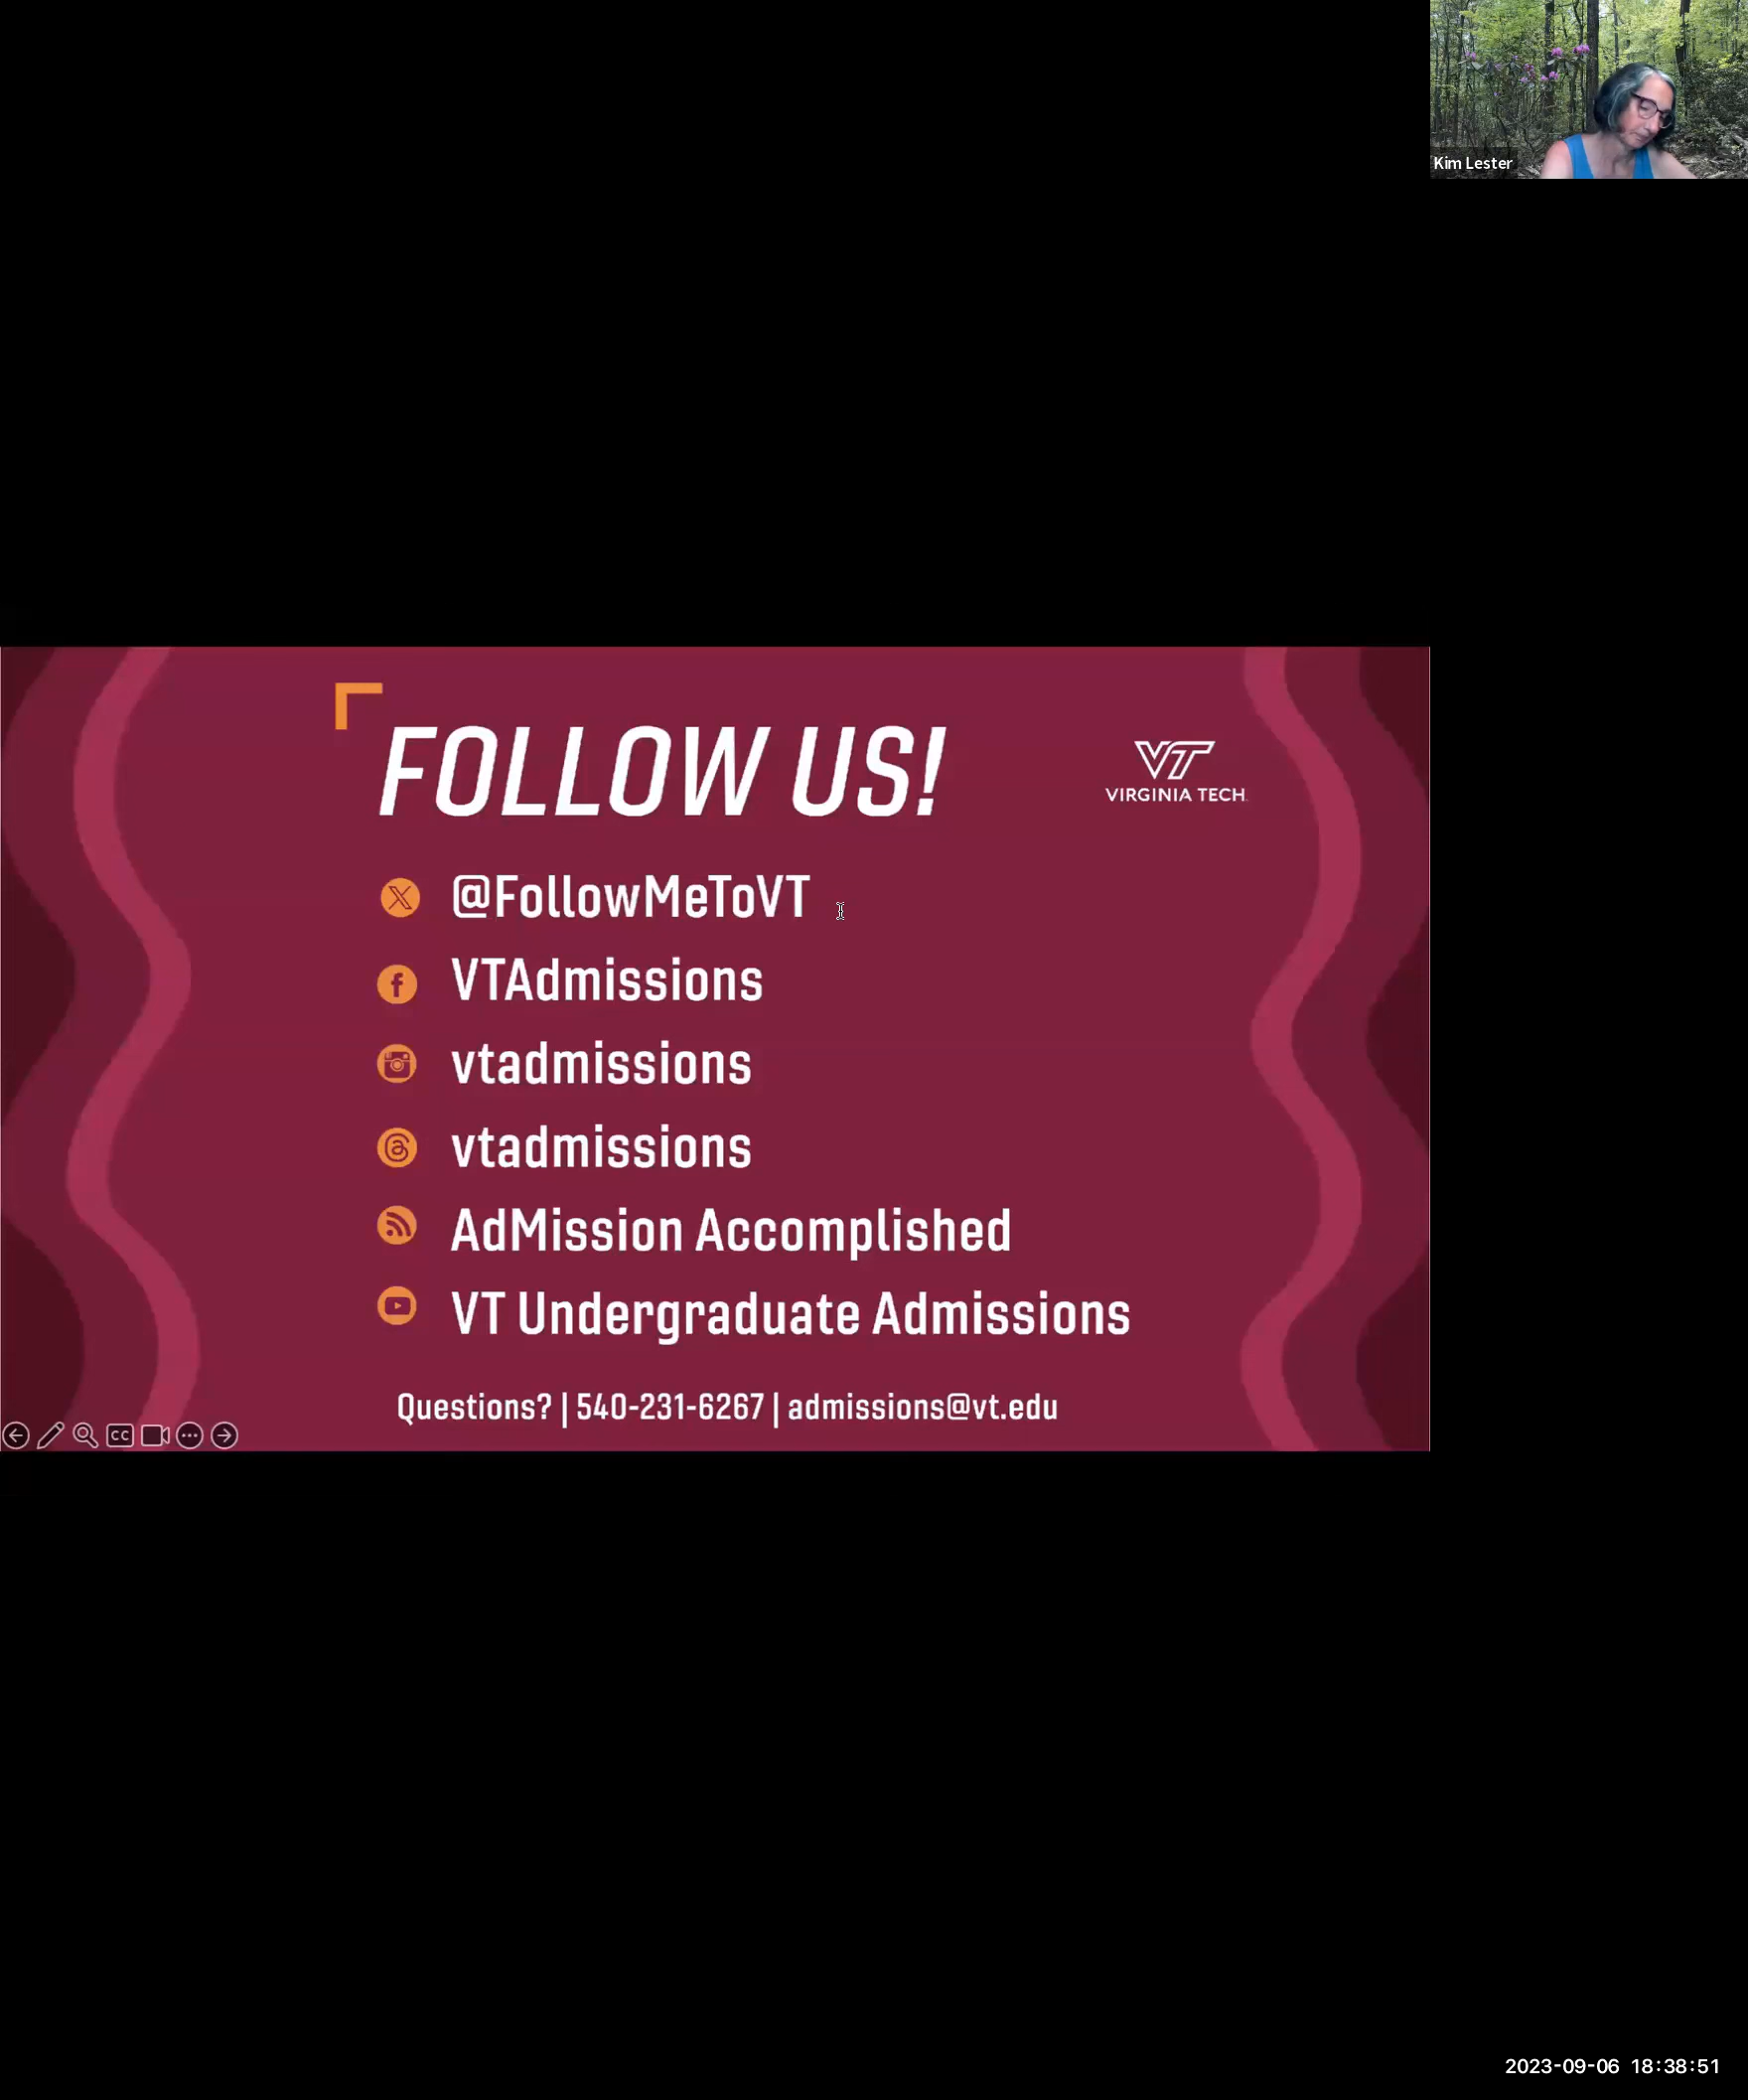 Kim Lester
FOLLOW US!
VT
VIRGINIA TECH
@FollowMeToVT
VTAdmissions
vtadmissions
vtadmissions
AdMission Accomplished
VT Undergraduate Admissions
Questions? | 540-231-6267 | admissions@vt.edu
CC
2023-09-06 18:38:51